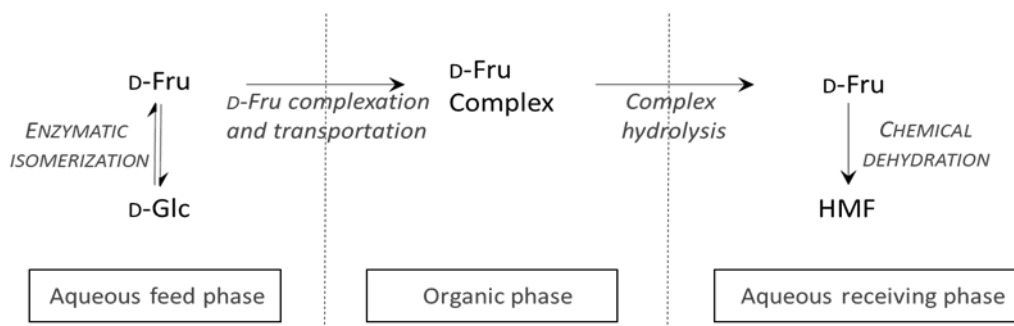 D-Fru
ENZYMATIC
ISOMERIZATION
D-Glc
D-Fru complexation
and transportation
D-Fru
Complex
Complex
hydrolysis
D-Fru
CHEMICAL
DEHYDRATION
HMF
Aqueous feed phase
Organic phase
Aqueous receiving phase